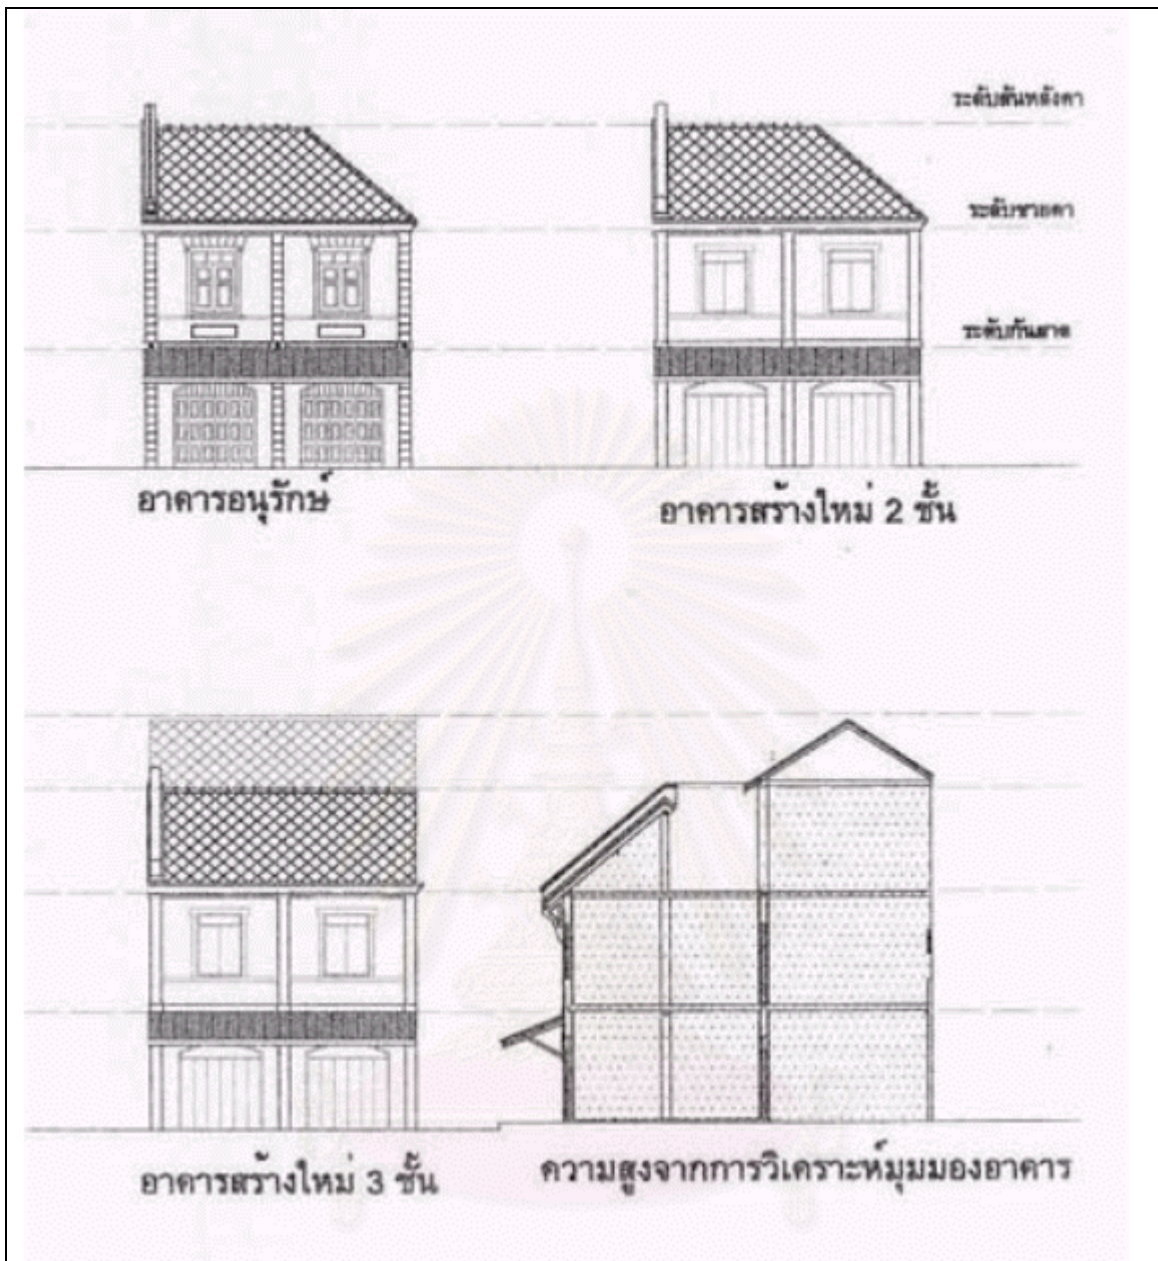 ระดับสันหลังคา
ระดับชายคา
ระดับกันสาด
อาคารอนุรักษ์
อาคารสร้างใหม่ 2 ชั้น
อาคารสร้างใหม่ 3 ชั้น
ความสูงจากการวิเคราะห์มุมมองอาคาร